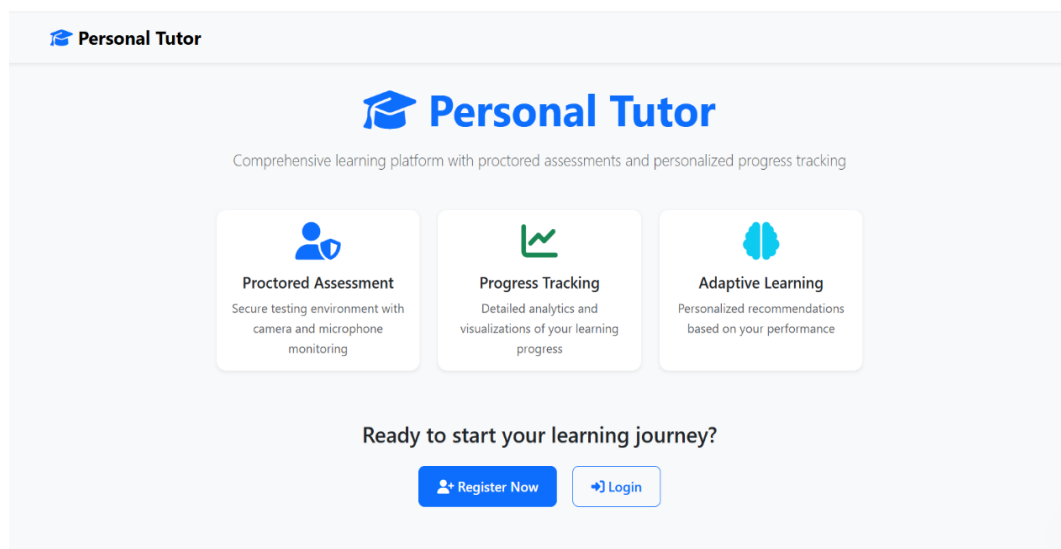 Personal Tutor
Personal Tutor
Comprehensive learning platform with proctored assessments and personalized progress tracking
Proctored Assessment
Secure testing environment with
camera and microphone
monitoring
Progress Tracking
Detailed analytics and
visualizations of your learning
progress
Adaptive Learning
Personalized recommendations
based on your performance
Ready to start your learning journey?
Register Now
Login